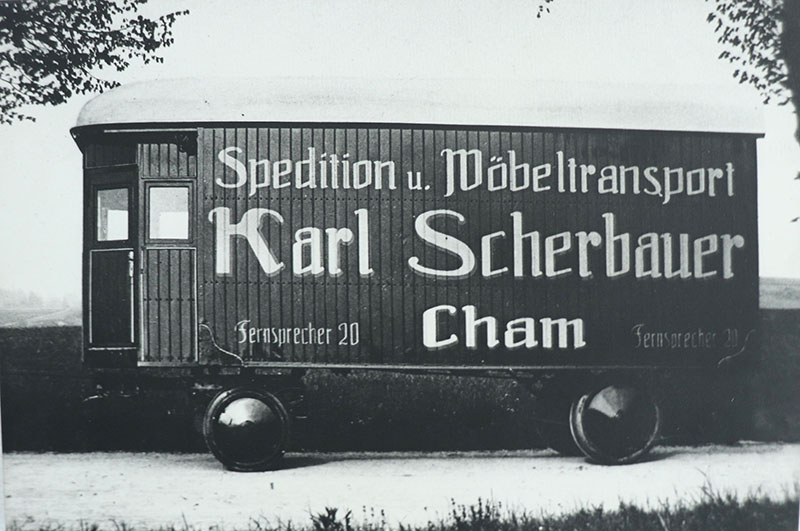 Spedition u. Möbeltransport
Karl Scherbauer
Cham
Fernsprecher 20
Fernsprecher 20